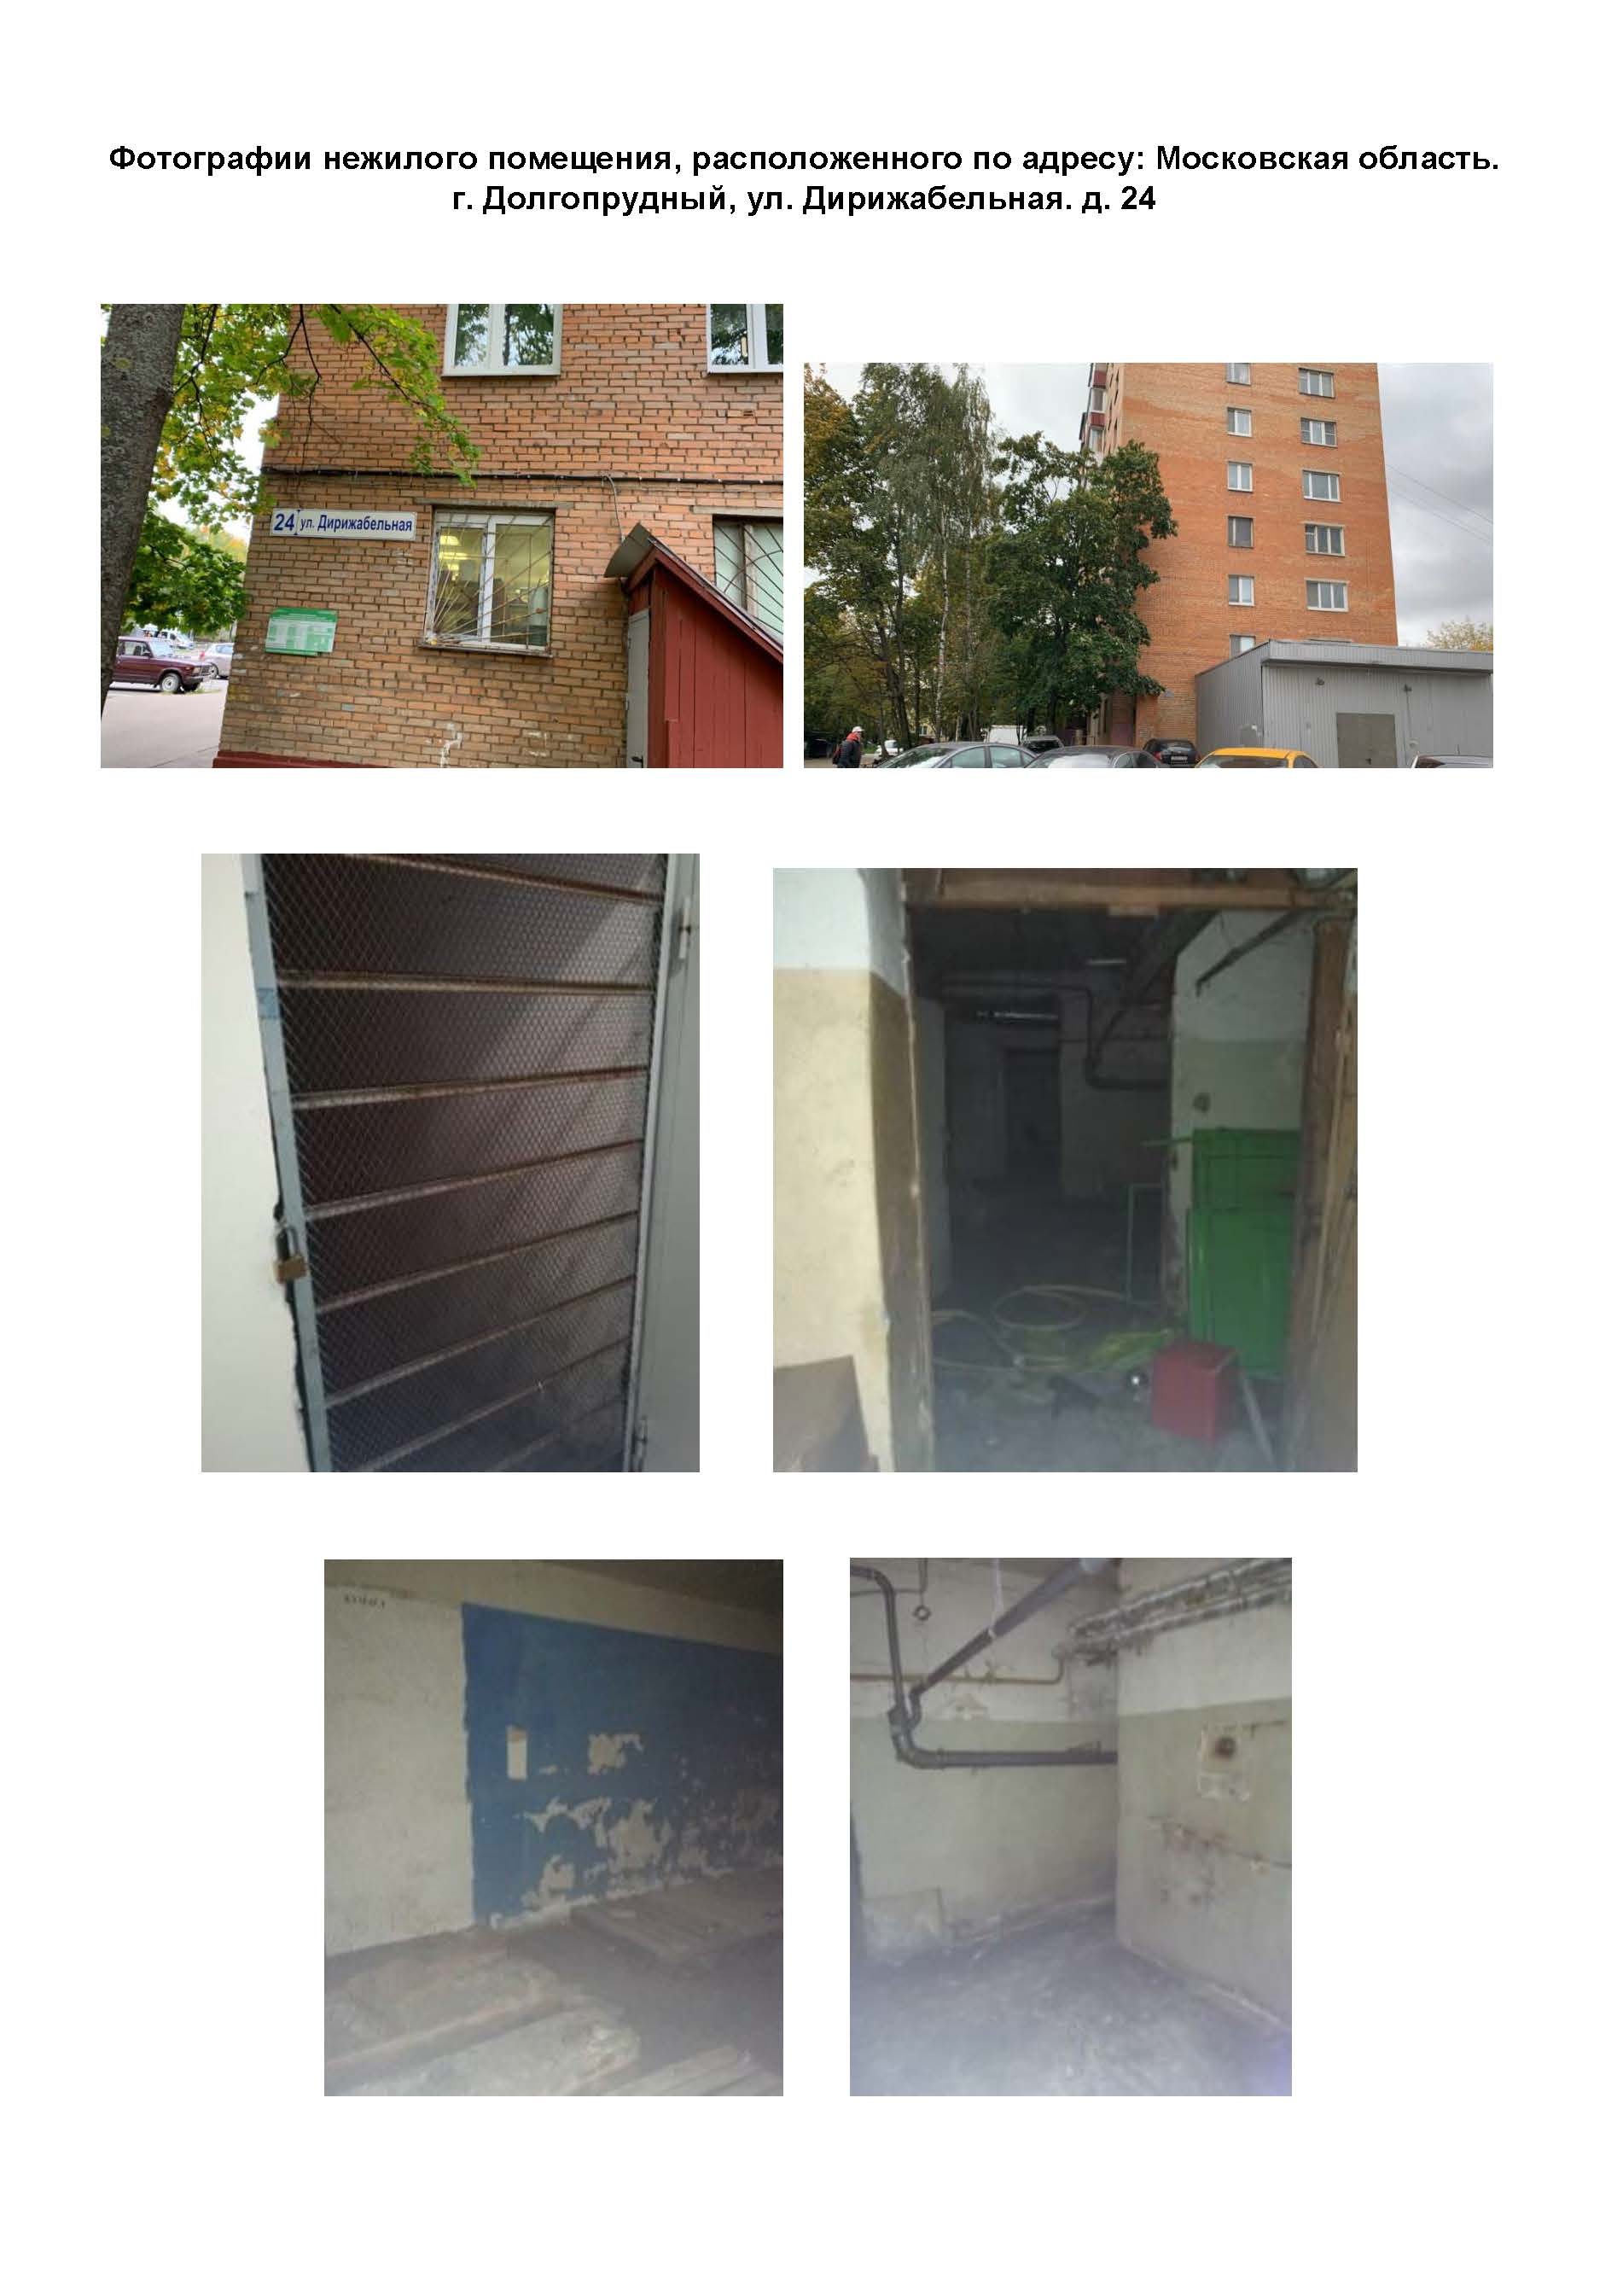 Фотографии нежилого помещения, расположенного по адресу: Московская область.
г. Долгопрудный, ул. Дирижабельная. д. 24
24 ул. Дирижабельная